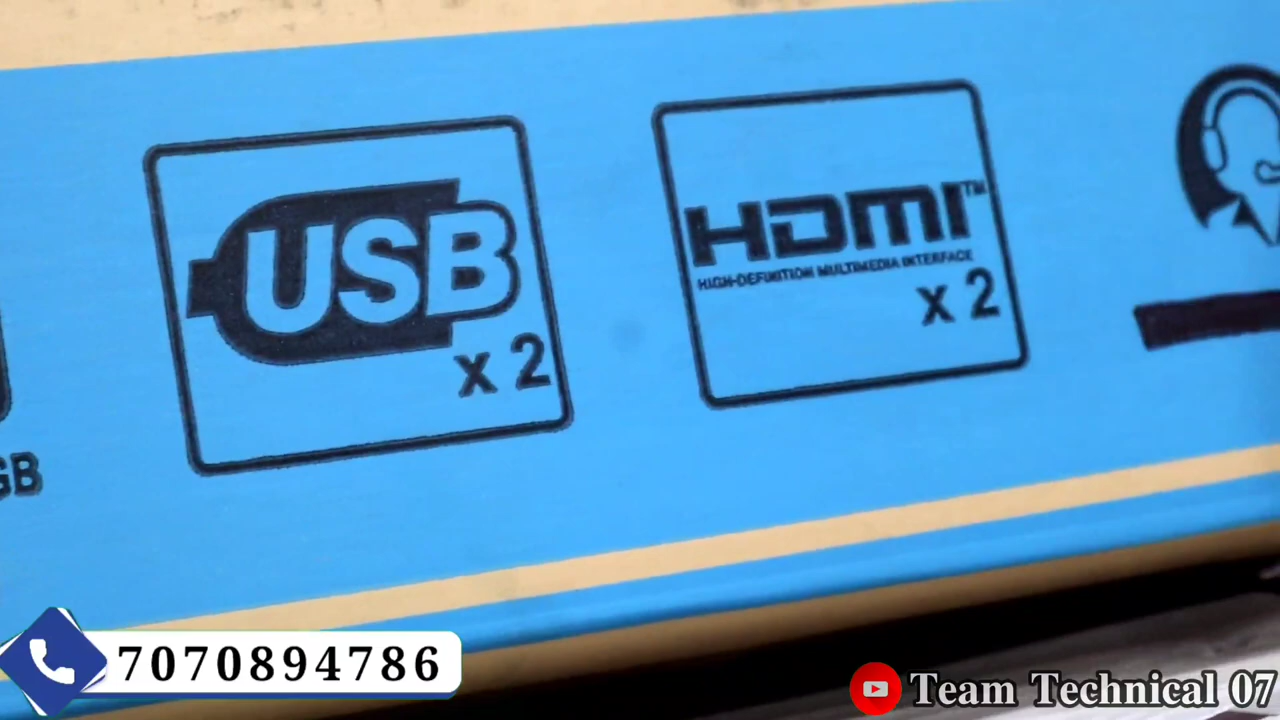 USB
x 2
HDMI™
HIGH-DEFINITION MULTIMEDIA INTERFACE
x 2
GB
7070894786
Team Technical 07